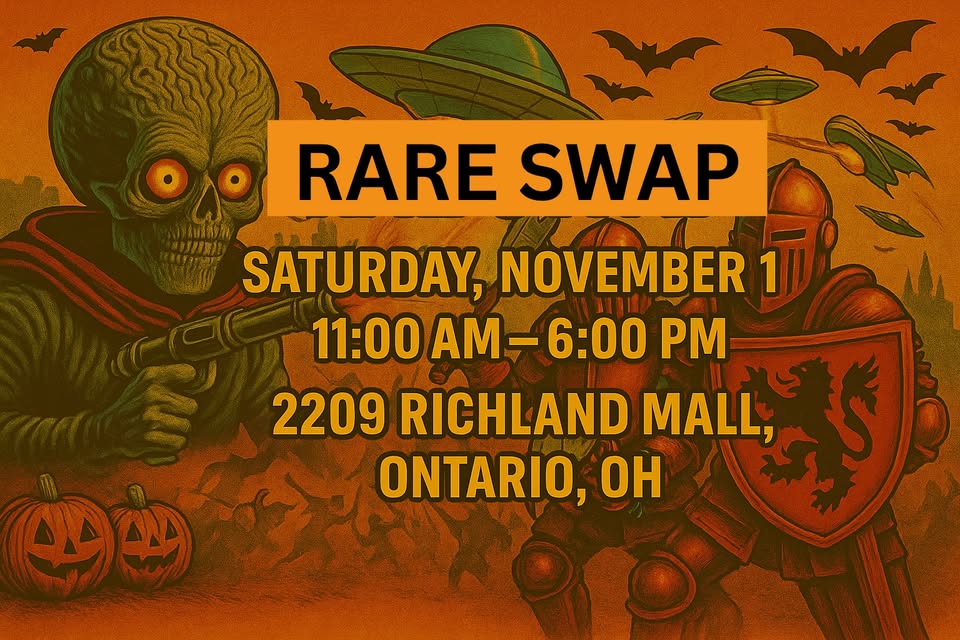 RARE SWAP
SATURDAY, NOVEMBER 1
11:00 AM – 6:00 PM
2209 RICHLAND MALL,
ONTARIO, OH